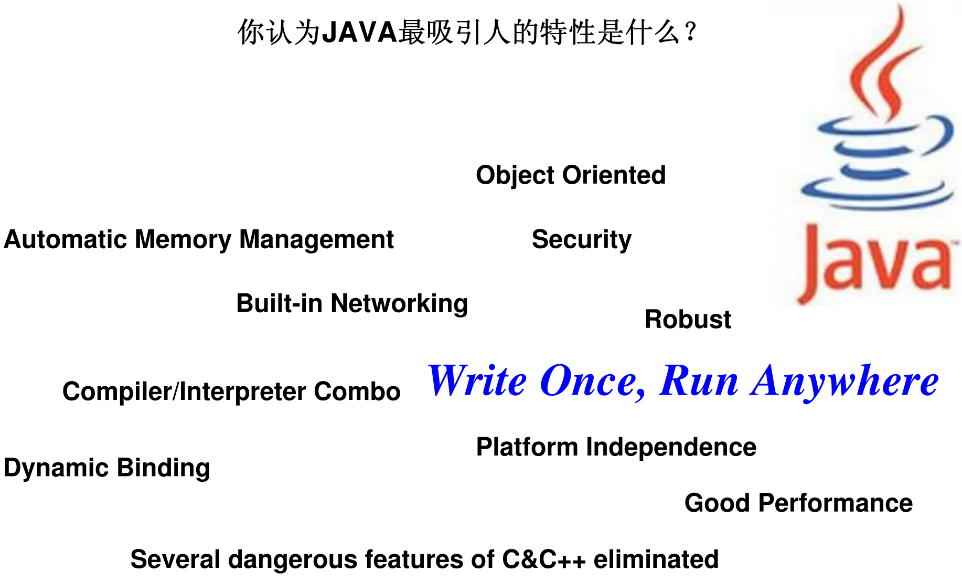 你认为JAVA最吸引人的特性是什么？
Java
Object Oriented
Automatic Memory Management
Security
Built-in Networking
Robust
Write Once, Run Anywhere
Compiler/Interpreter Combo
Platform Independence
Dynamic Binding
Good Performance
Several dangerous features of C&C++ eliminated